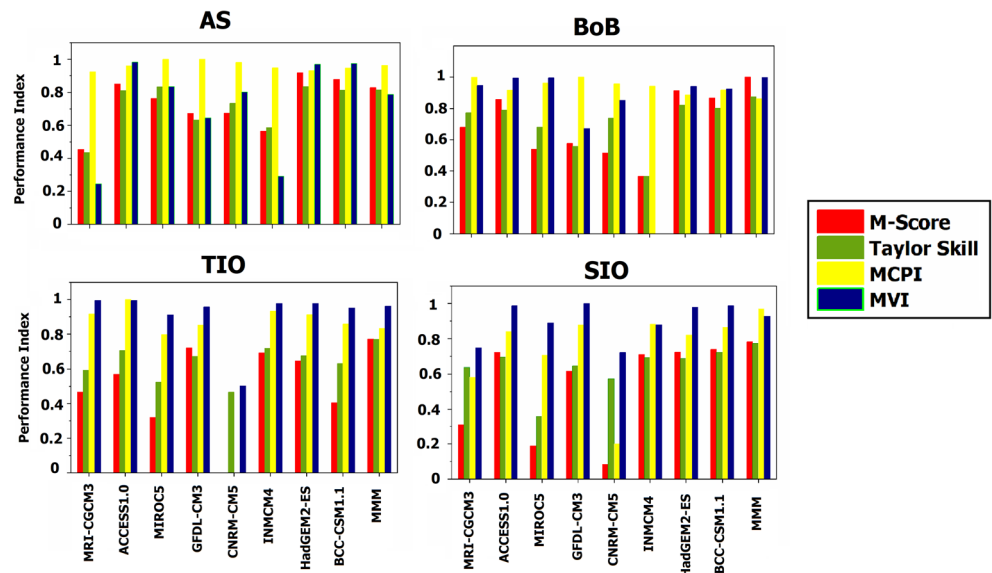 AS
BoB
Performance Index
1
0.8
0.6
0.4
0.2
0
1
0.8
0.6
0.4
0.2
0
M-Score
Taylor Skill
MCPI
MVI
TIO
SIO
Performance Index
1
0.8
0.6
0.4
0.2
0
1
0.8
0.6
0.4
0.2
0
MRI-CGCM3
ACCESS1.0
MIROC5
GFDL-CM3
CNRM-CM5
INMCM4
HadGEM2-ES
BCC-CSM1.1
MMM
MRI-CGCM3
ACCESS1.0
MIROC5
GFDL-CM3
CNRM-CM5
INMCM4
HadGEM2-ES
BCC-CSM1.1
MMM